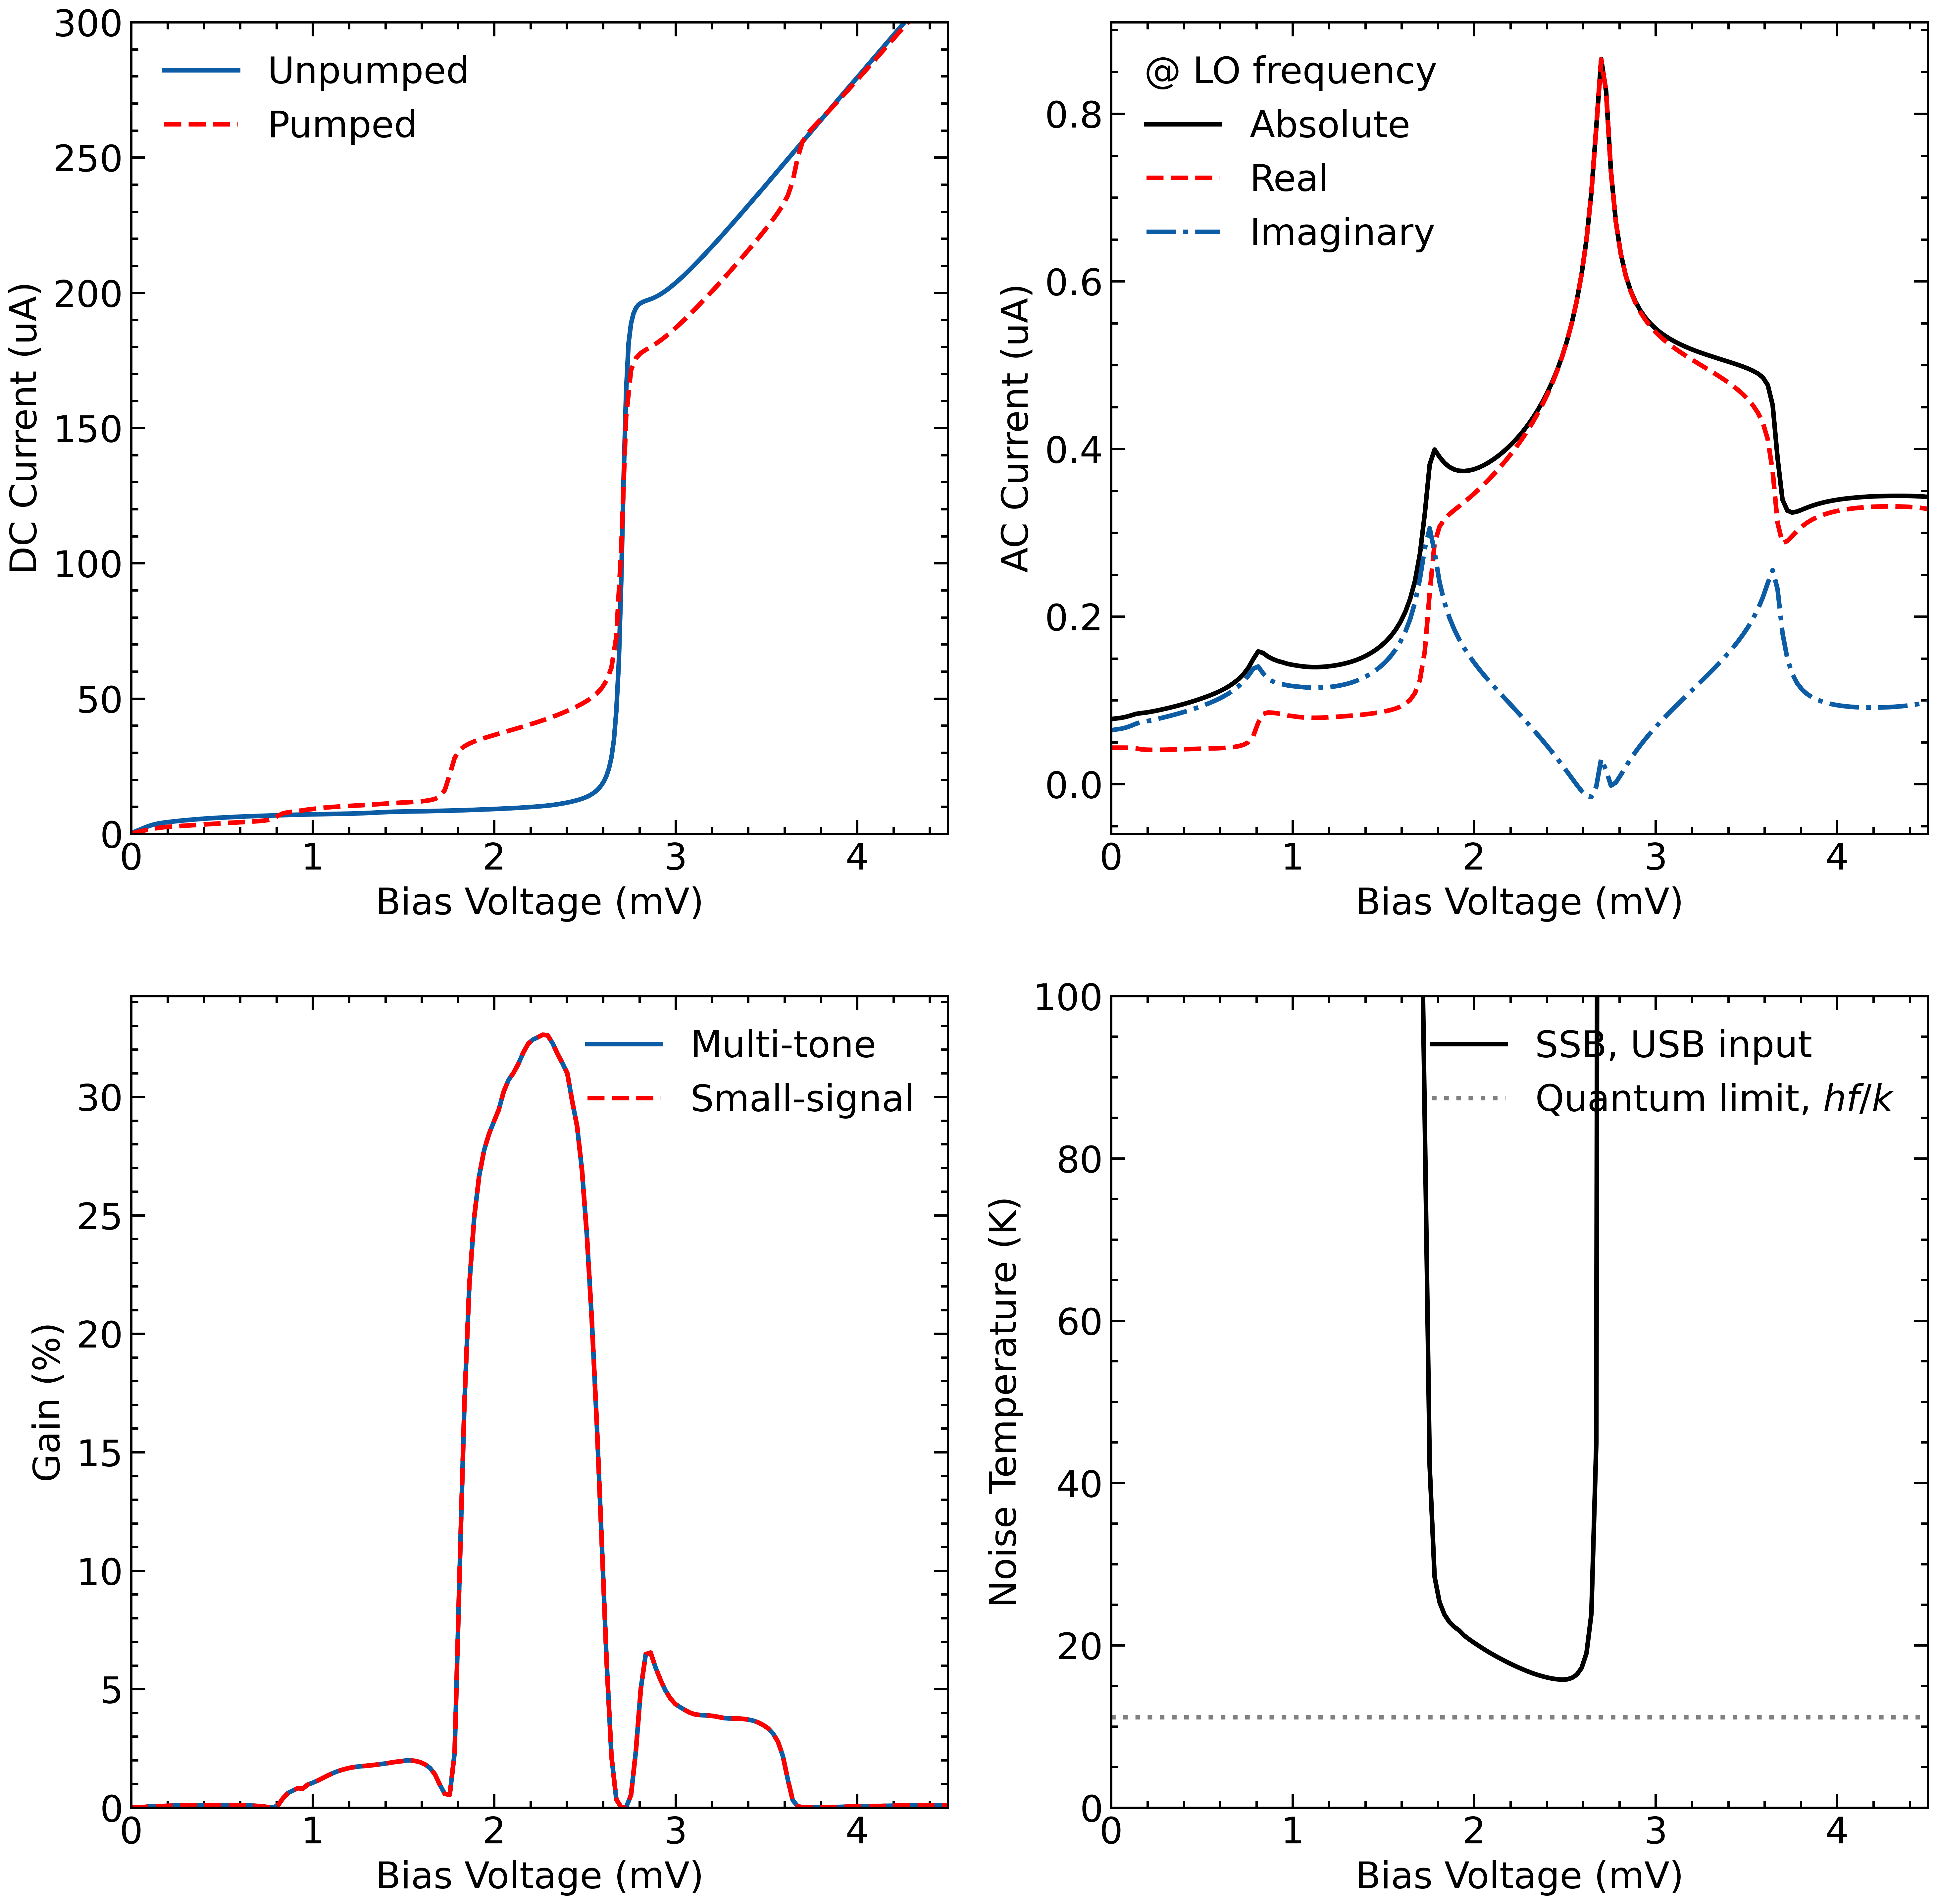 300
250
200
150
100
50
0
0
1
2
3
4
DC Current (uA)
Bias Voltage (mV)
Unpumped
Pumped
0.8
0.6
0.4
0.2
0.0
0
1
2
3
4
AC Current (uA)
Bias Voltage (mV)
@ LO frequency
Absolute
Real
Imaginary
30
25
20
15
10
5
0
0
1
2
3
4
Gain (%)
Bias Voltage (mV)
Multi-tone
Small-signal
100
80
60
40
20
0
0
1
2
3
4
Noise Temperature (K)
Bias Voltage (mV)
SSB, USB input
Quantum limit, hf/k